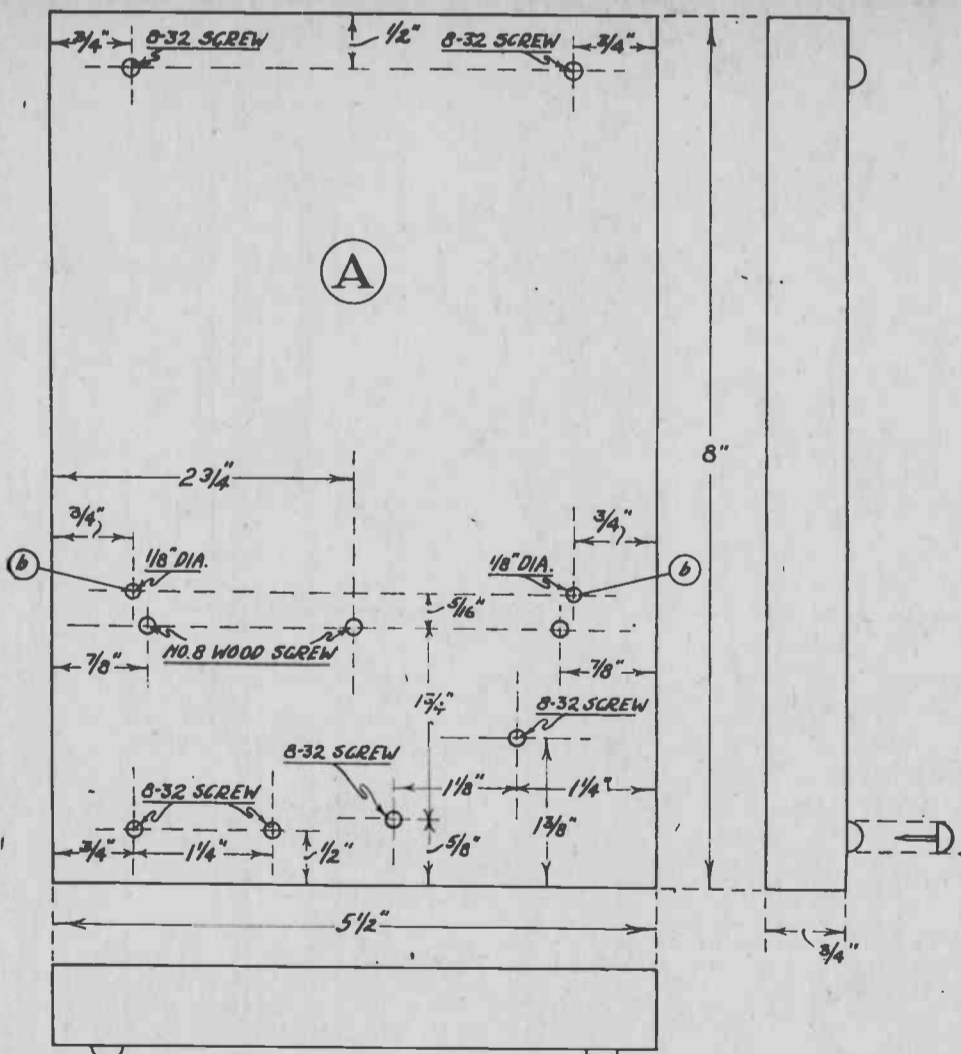 3/4" 8-32 SCREW 1/2" 8-32 SCREW 3/4"
A
8"
2 3/4"
3/4" 3/4"
b 1/8" DIA. 1/8" DIA. b
5/16"
NO.8 WOOD SCREW
7/8" 7/8"
1 3/4"
8-32 SCREW
8-32 SCREW
1 1/8" 1 1/4"
8-32 SCREW
1 3/8"
3/4" 1 1/4" 1/2" 5/8"
5 1/2"
3/4"